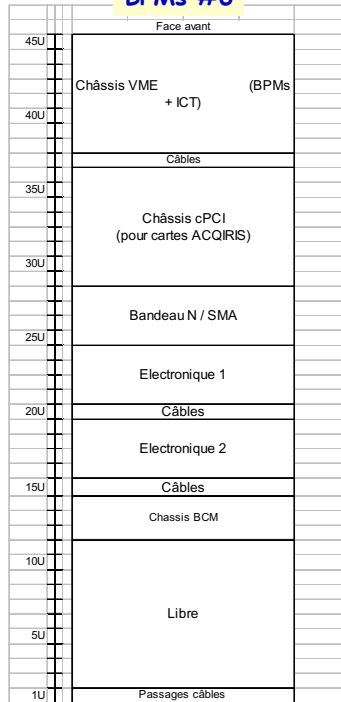 BPMs #6
Face avant
45U
Châssis VME (BPMs
+ ICT)
40U
Câbles
35U
Châssis cPCI
(pour cartes ACQIRIS)
30U
Bandeau N / SMA
25U
Electronique 1
20U
Câbles
Electronique 2
15U
Câbles
Chassis BCM
10U
Libre
5U
1U
Passages câbles